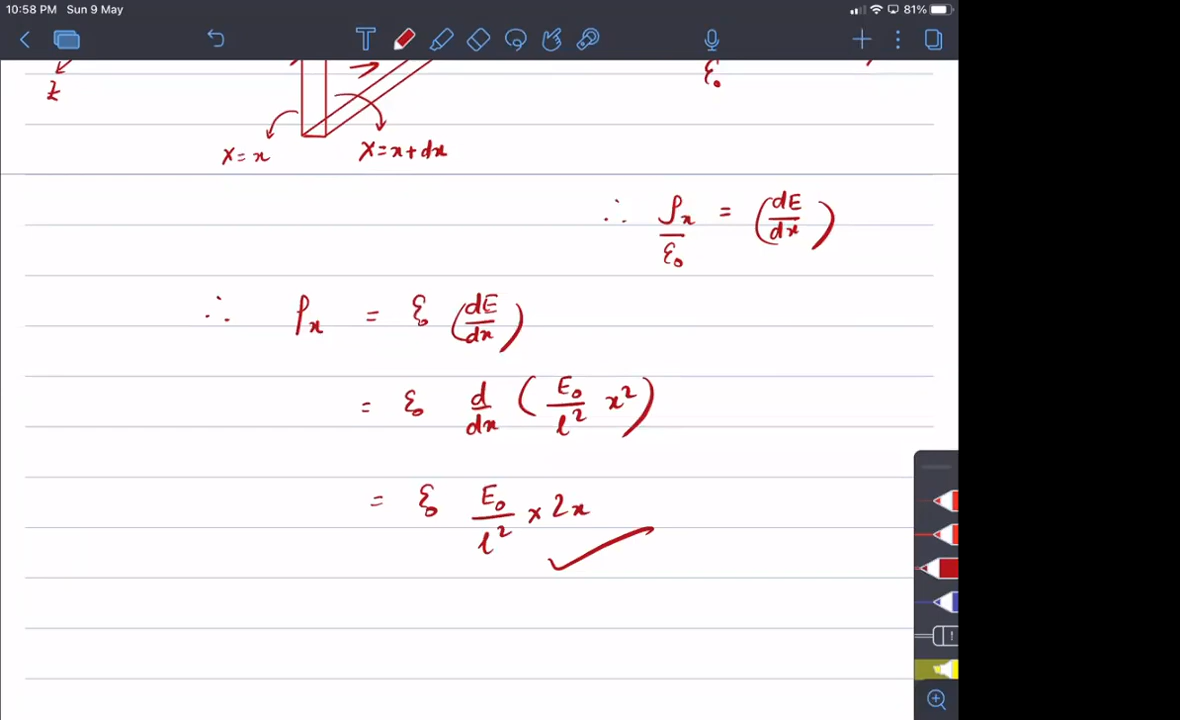 10:58 PM Sun 9 May 81%
T
z
ε₀
X = x X = x + dx
∴ ρx/ε₀ = (dE/dx)
∴ ρx = ε₀ (dE/dx)
= ε₀ d/dx (E₀/l² x²)
= ε₀ E₀/l² × 2x